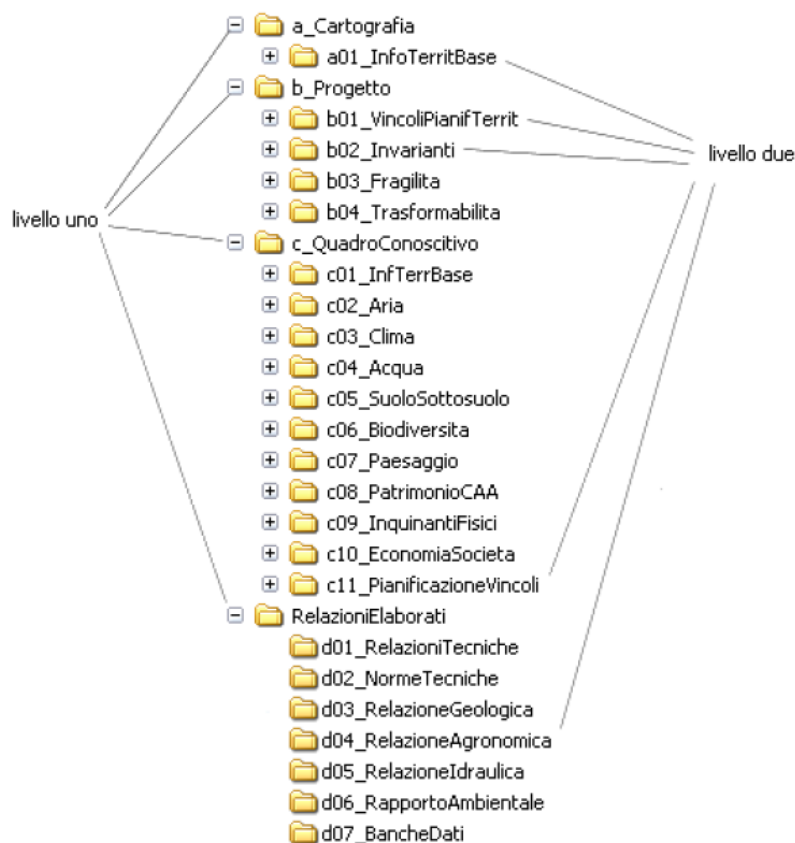 a_Cartografia
a01_InfoTerritBase
b_Progetto
b01_VincoliPianifTerrit
b02_Invarianti
livello due
b03_Fragilita
b04_Trasformabilita
livello uno
c_QuadroConoscitivo
c01_InfTerrBase
c02_Aria
c03_Clima
c04_Acqua
c05_SuoloSottosuolo
c06_Biodiversita
c07_Paesaggio
c08_PatrimonioCAA
c09_InquinantiFisici
c10_EconomiaSocieta
c11_PianificazioneVincoli
RelazioniElaborati
d01_RelazioniTecniche
d02_NormeTecniche
d03_RelazioneGeologica
d04_RelazioneAgronomica
d05_RelazioneIdraulica
d06_RapportoAmbientale
d07_BancheDati